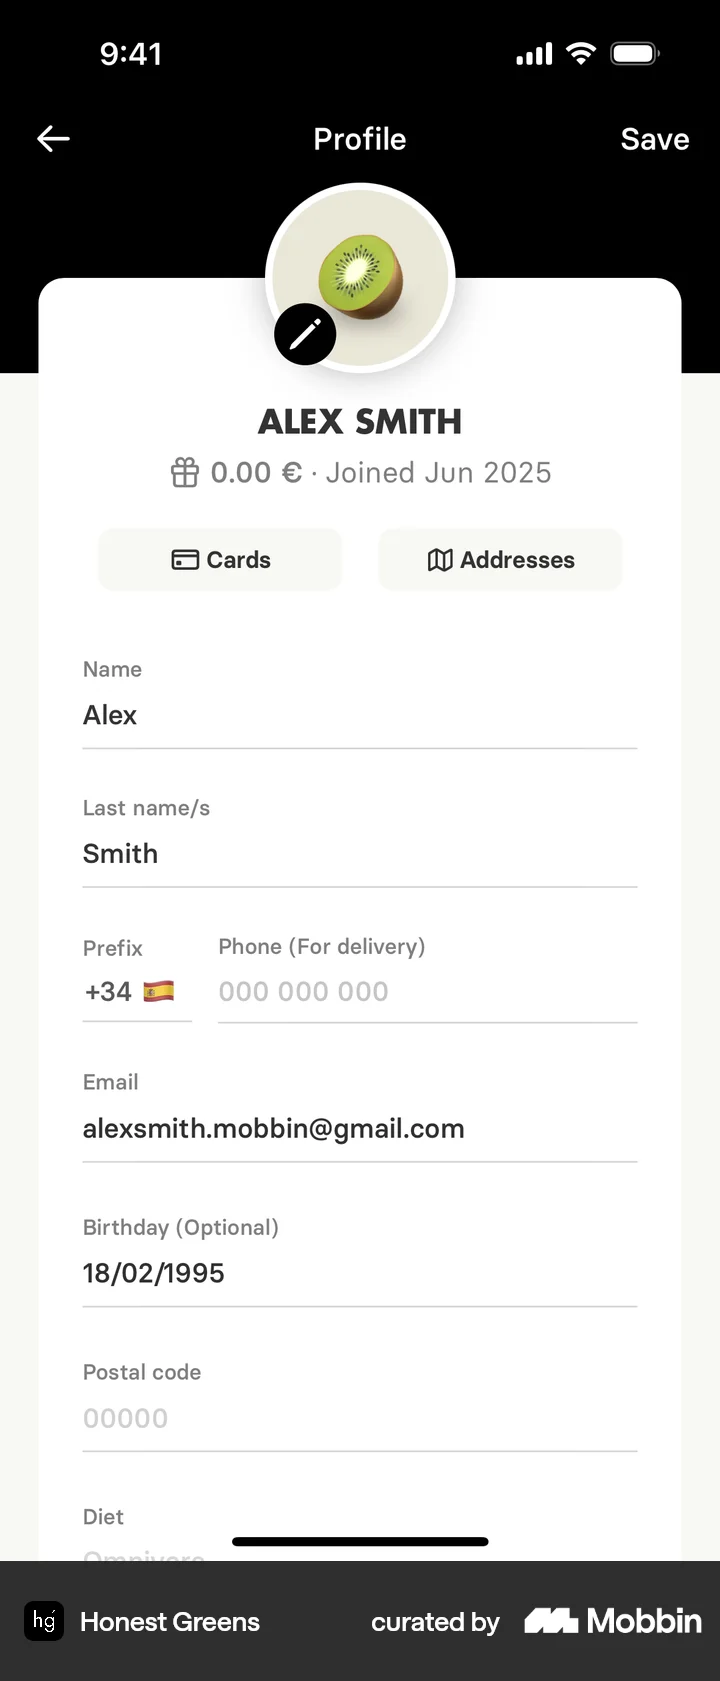 9:41
Profile
Save
ALEX SMITH
0.00 € · Joined Jun 2025
Cards
Addresses
Name
Alex
Last name/s
Smith
Prefix
Phone (For delivery)
+34
000 000 000
Email
alexsmith.mobbin@gmail.com
Birthday (Optional)
18/02/1995
Postal code
00000
Diet
Omnivore
hg Honest Greens
curated by Mobbin